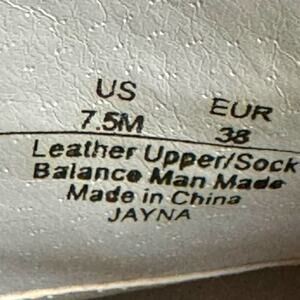 US EUR
7.5M 38
Leather Upper/Sock
Balance Man Made
Made in China
JAYNA